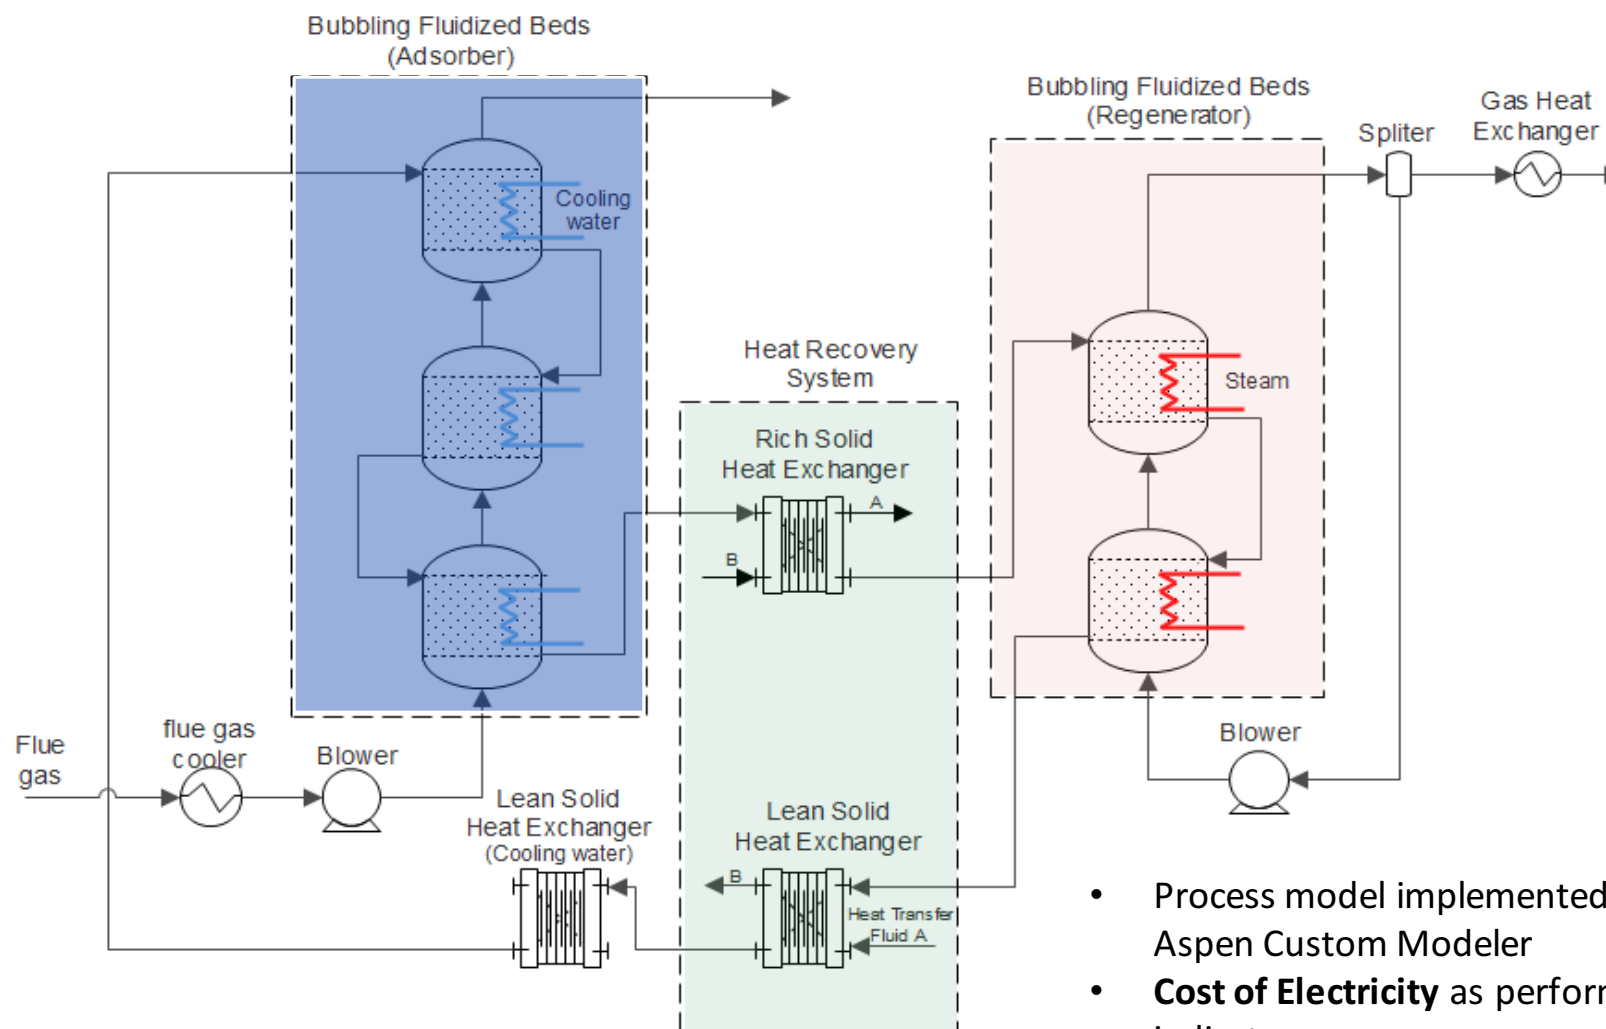 Bubbling Fluidized Beds
(Adsorber)
Bubbling Fluidized Beds
(Regenerator)
Gas Heat
Exchanger
Spliter
Cooling
water
Heat Recovery
System
Steam
Rich Solid
Heat Exchanger
A
B
Flue
gas
flue gas
cooler
Blower
Blower
Lean Solid
Heat Exchanger
(Cooling water)
Lean Solid
Heat Exchanger
B
Heat Transfer
Fluid A
• Process model implemented
Aspen Custom Modeler
• Cost of Electricity as perform